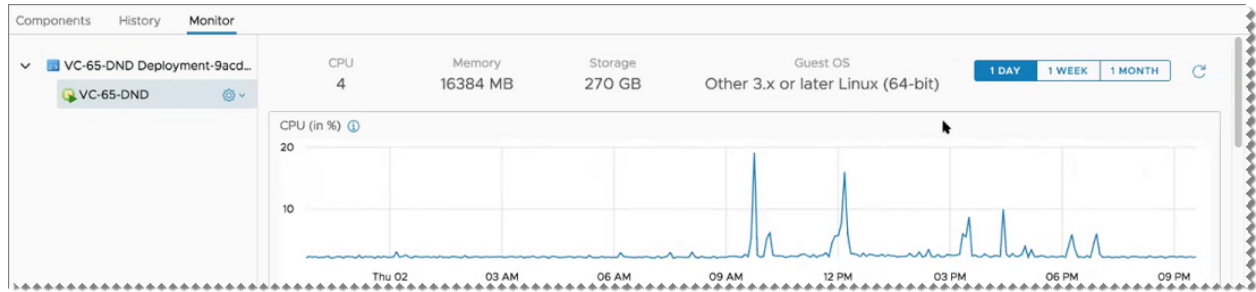 Components History Monitor
VC-65-DND Deployment-9acd...
VC-65-DND
CPU Memory Storage Guest OS
4 16384 MB 270 GB Other 3.x or later Linux (64-bit)
1 DAY 1 WEEK 1 MONTH
CPU (in %)
20
10
Thu 02 03 AM 06 AM 09 AM 12 PM 03 PM 06 PM 09 PM